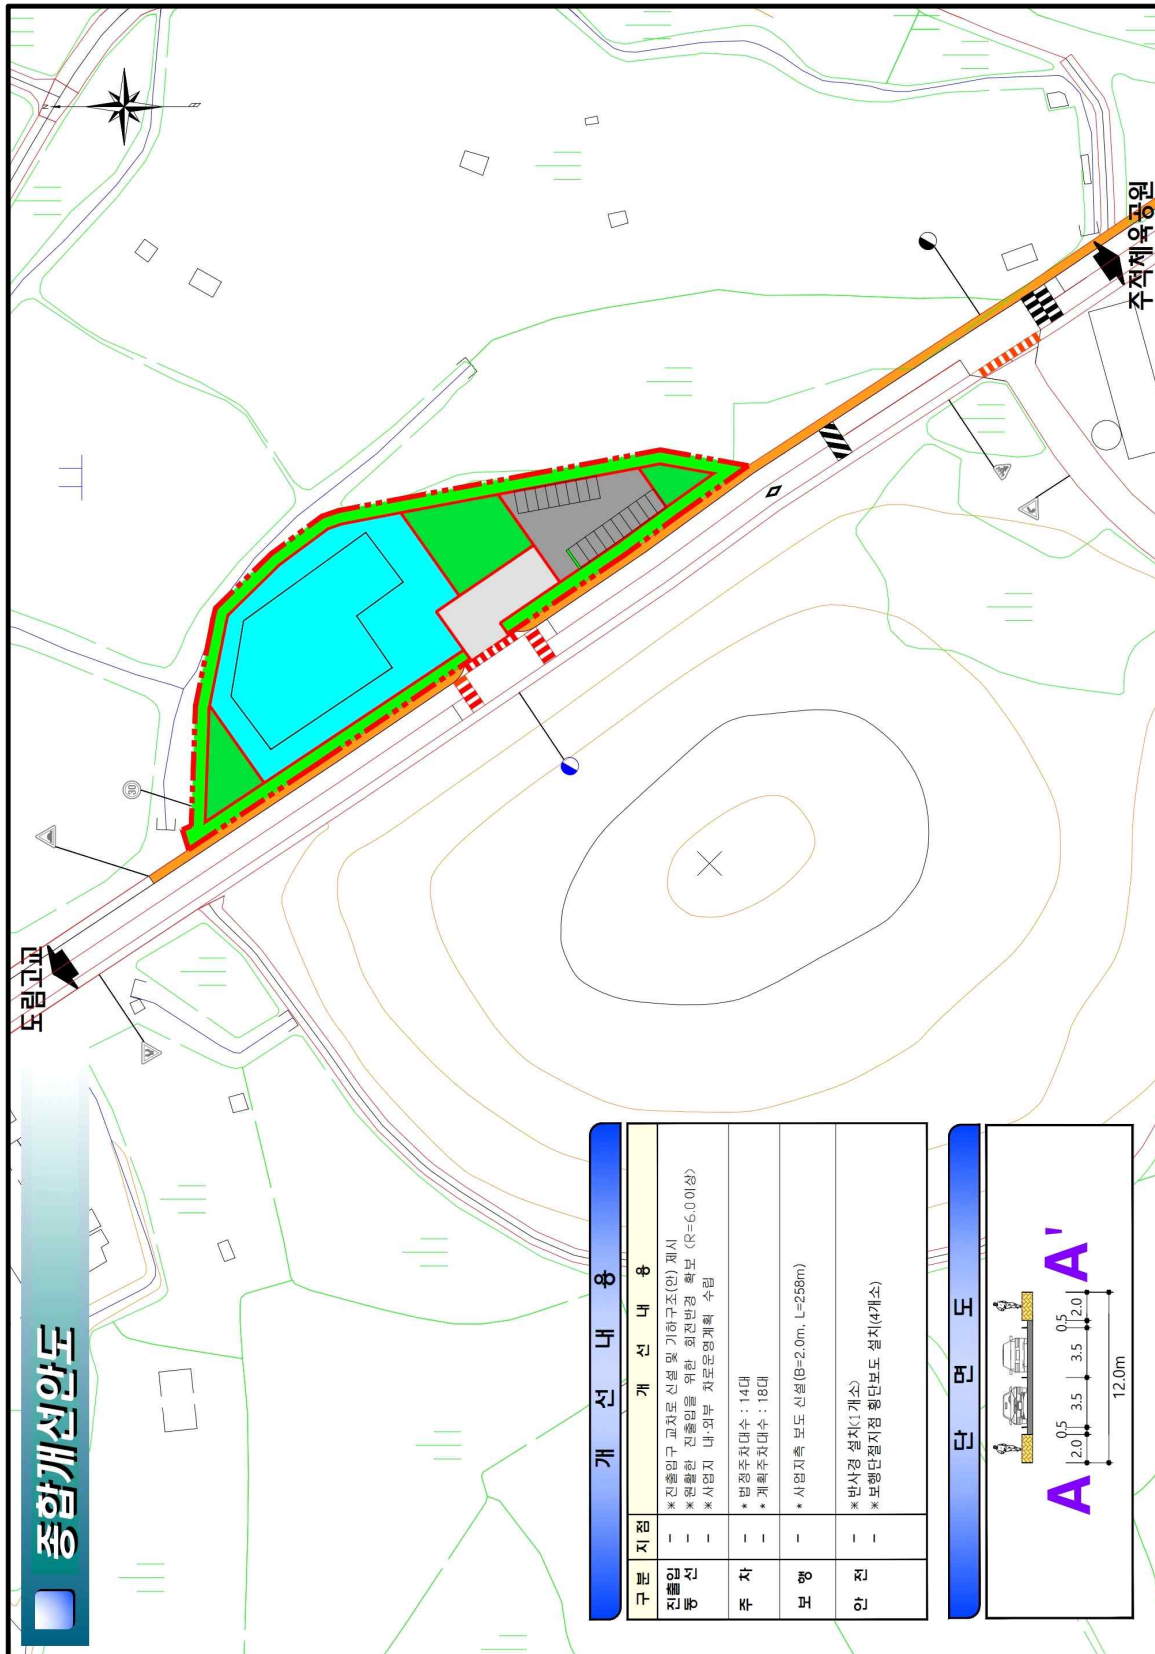 종합개선안도
도림고교
주적체육공원
N
30
개 선 내 용
구분 지점 개 선 내 용
진출입
동 선
- * 진출입구 교차로 신설 및 기하구조(안) 제시
- * 원활한 진출입을 위한 회전반경 확보 (R=6.0이상)
- * 사업지 내·외부 차로운영계획 수립
주 차
- * 법정주차대수 : 14대
- * 계획주차대수 : 18대
보 행 - * 사업지측 보도 신설(B=2.0m, L=258m)
안 전
- * 반사경 설치(1개소)
- * 보행단절지점 횡단보도 설치(4개소)
단 면 도
A A'
2.0 0.5 3.5 3.5 0.5 2.0
12.0m